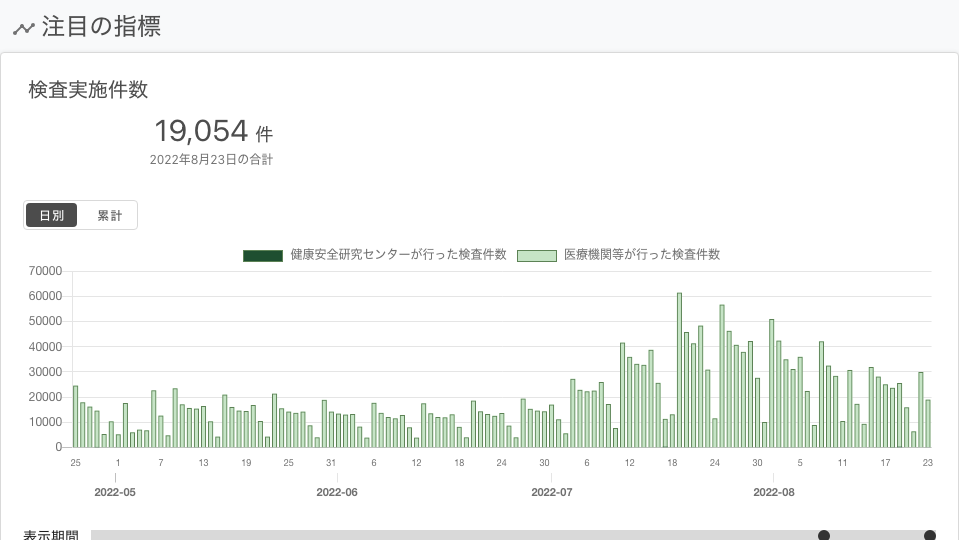 注目の指標
検査実施件数
19,054 件
2022年8月23日の合計
日別 累計
健康安全研究センターが行った検査件数 医療機関等が行った検査件数
70000
60000
50000
40000
30000
20000
10000
0
25 1 7 13 19 25 31 6 12 18 24 30 6 12 18 24 30 5 11 17 23
2022-05 2022-06 2022-07 2022-08
表示期間